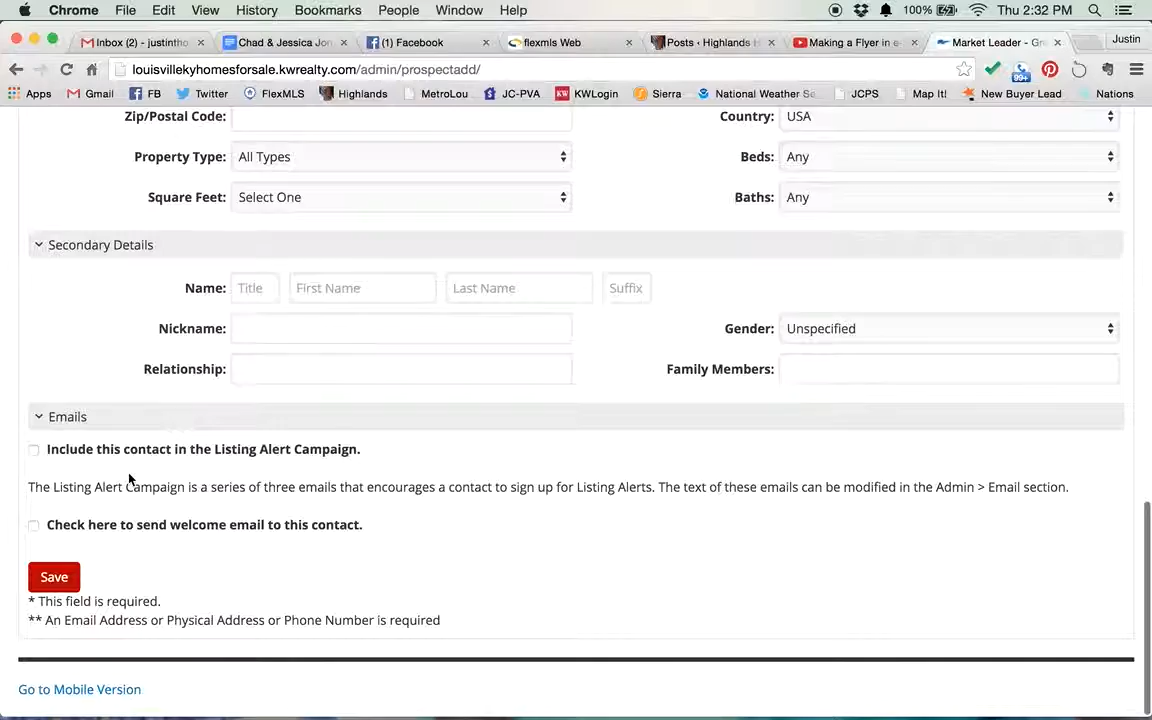 Chrome File Edit View History Bookmarks People Window Help 100% Thu 2:32 PM
Inbox (2) - justintho Chad & Jessica Jon (1) Facebook flexmls Web Posts ‹ Highlands H Making a Flyer in e- Market Leader - Gre Justin
louisvillekyhomesforsale.kwrealty.com/admin/prospectadd/ 99+
Apps Gmail FB Twitter FlexMLS Highlands MetroLou JC-PVA KWLogin Sierra National Weather Se JCPS Map It! New Buyer Lead Nations
Zip/Postal Code: Country: USA
Property Type: All Types Beds: Any
Square Feet: Select One Baths: Any
Secondary Details
Name: Title First Name Last Name Suffix
Nickname: Gender: Unspecified
Relationship: Family Members:
Emails
Include this contact in the Listing Alert Campaign.
The Listing Alert Campaign is a series of three emails that encourages a contact to sign up for Listing Alerts. The text of these emails can be modified in the Admin > Email section.
Check here to send welcome email to this contact.
Save
* This field is required.
** An Email Address or Physical Address or Phone Number is required
Go to Mobile Version